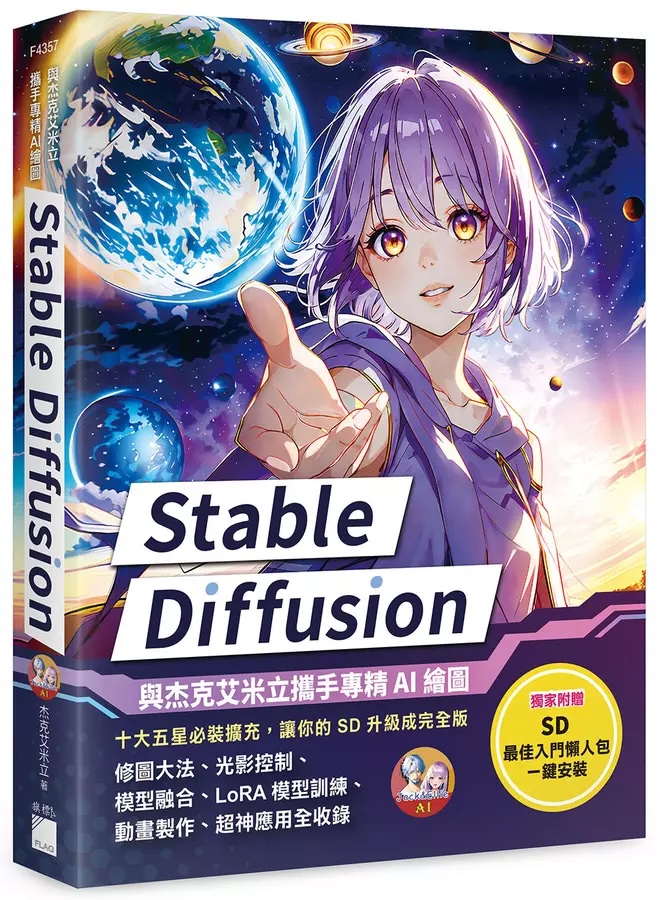 F4357
與杰克艾米立
攜手專精AI繪圖
Stable Diffusion
AI
杰克艾米立 著
旗標
FLAG
Stable
Diffusion
與杰克艾米立攜手專精 AI 繪圖
十大五星必裝擴充，讓你的 SD 升級成完全版
修圖大法、光影控制、
模型融合、LoRA 模型訓練、
動畫製作、超神應用全收錄
AI
獨家附贈
SD
最佳入門懶人包
一鍵安裝